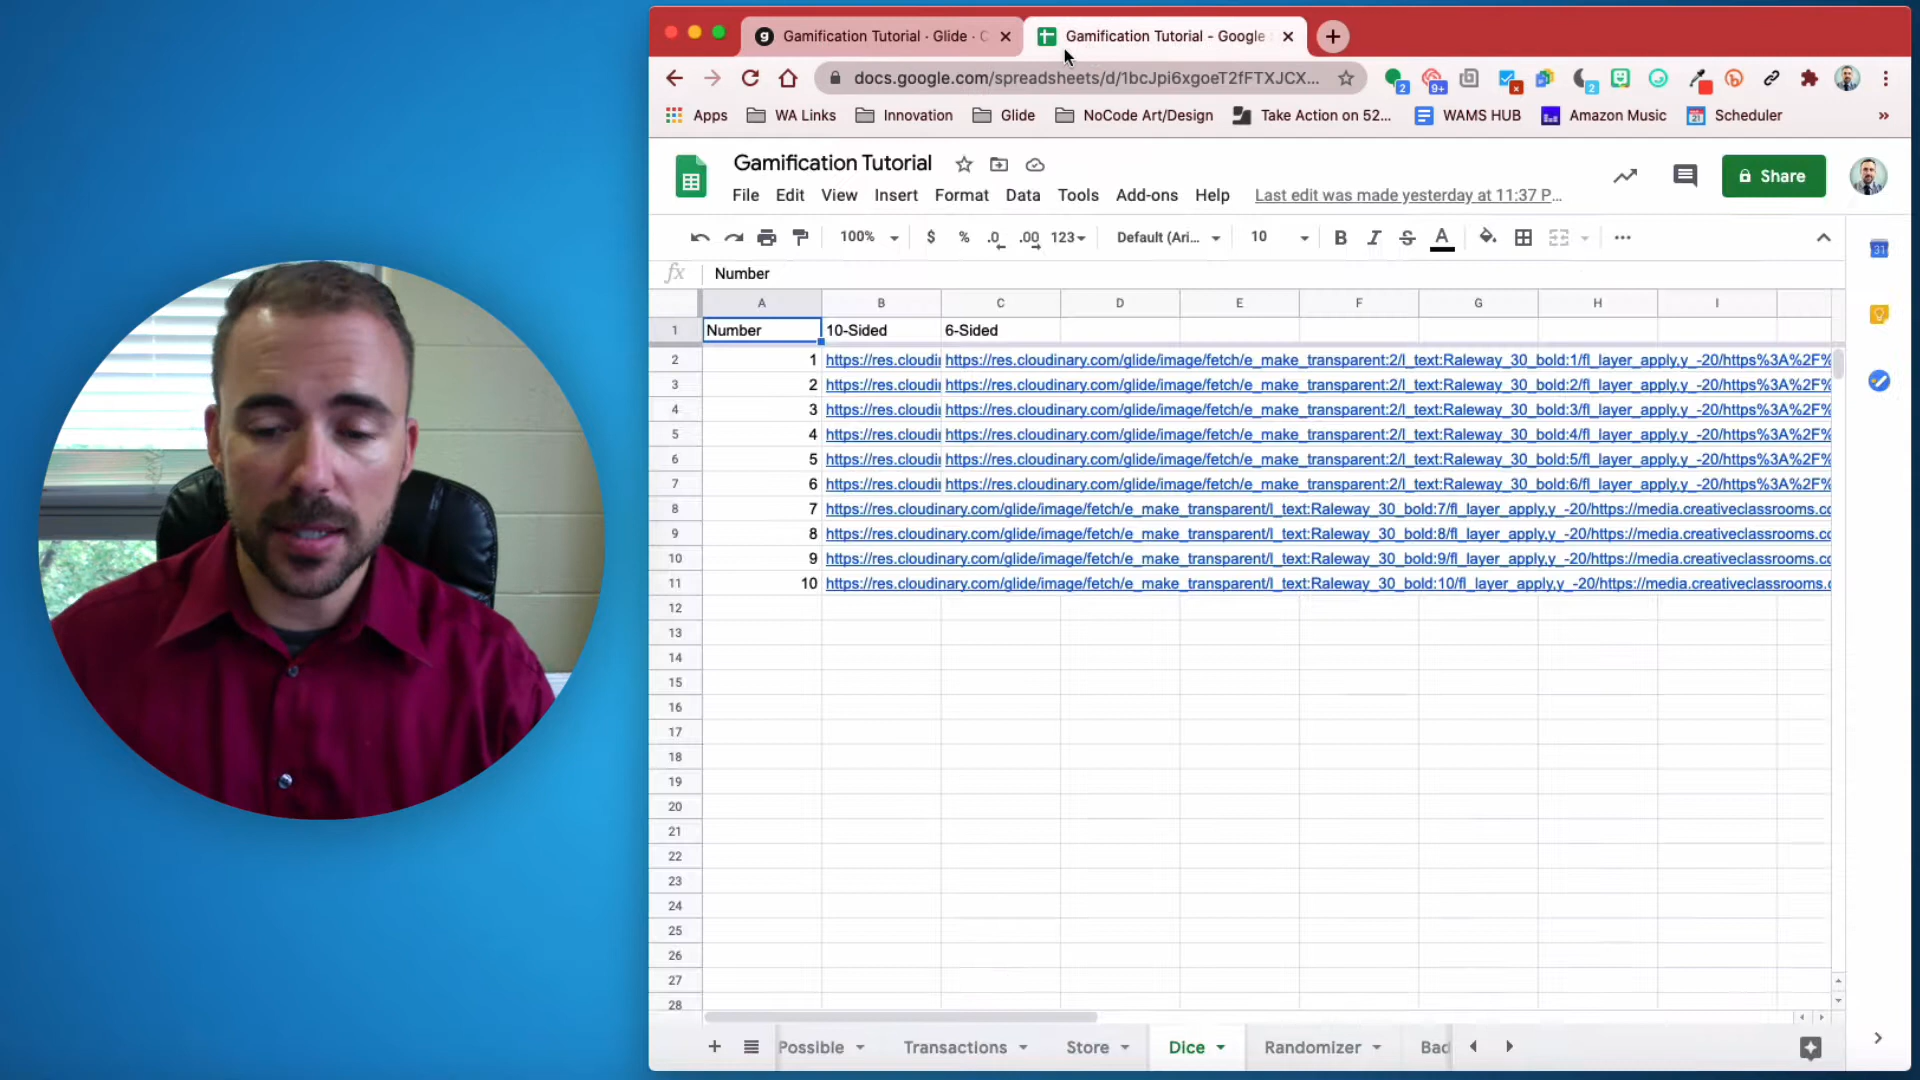 Gamification Tutorial · Glide · C
Gamification Tutorial - Google
docs.google.com/spreadsheets/d/1bcJpi6xgoeT2fFTXJCX...
2
9+
2
Apps
WA Links
Innovation
Glide
NoCode Art/Design
Take Action on 52...
WAMS HUB
Amazon Music
Scheduler
»
Gamification Tutorial
Share
File Edit View Insert Format Data Tools Add-ons Help Last edit was made yesterday at 11:37 P...
100% $ % .0 .00 123 Default (Ari... 10 B I S A ...
31
fx Number
A B C D E F G H I
1 Number 10-Sided 6-Sided
2 1 https://res.cloudi https://res.cloudinary.com/glide/image/fetch/e_make_transparent:2/l_text:Raleway_30_bold:1/fl_layer_apply,y_-20/https%3A%2F%
3 2 https://res.cloudi https://res.cloudinary.com/glide/image/fetch/e_make_transparent:2/l_text:Raleway_30_bold:2/fl_layer_apply,y_-20/https%3A%2F%
4 3 https://res.cloudi https://res.cloudinary.com/glide/image/fetch/e_make_transparent:2/l_text:Raleway_30_bold:3/fl_layer_apply,y_-20/https%3A%2F%
5 4 https://res.cloudi https://res.cloudinary.com/glide/image/fetch/e_make_transparent:2/l_text:Raleway_30_bold:4/fl_layer_apply,y_-20/https%3A%2F%
6 5 https://res.cloudi https://res.cloudinary.com/glide/image/fetch/e_make_transparent:2/l_text:Raleway_30_bold:5/fl_layer_apply,y_-20/https%3A%2F%
7 6 https://res.cloudi https://res.cloudinary.com/glide/image/fetch/e_make_transparent:2/l_text:Raleway_30_bold:6/fl_layer_apply,y_-20/https%3A%2F%
8 7 https://res.cloudinary.com/glide/image/fetch/e_make_transparent/l_text:Raleway_30_bold:7/fl_layer_apply,y_-20/https://media.creativeclassrooms.co
9 8 https://res.cloudinary.com/glide/image/fetch/e_make_transparent/l_text:Raleway_30_bold:8/fl_layer_apply,y_-20/https://media.creativeclassrooms.co
10 9 https://res.cloudinary.com/glide/image/fetch/e_make_transparent/l_text:Raleway_30_bold:9/fl_layer_apply,y_-20/https://media.creativeclassrooms.co
11 10 https://res.cloudinary.com/glide/image/fetch/e_make_transparent/l_text:Raleway_30_bold:10/fl_layer_apply,y_-20/https://media.creativeclassrooms.c
12
13
14
15
16
17
18
19
20
21
22
23
24
25
26
27
28
Possible Transactions Store Dice Randomizer Bad